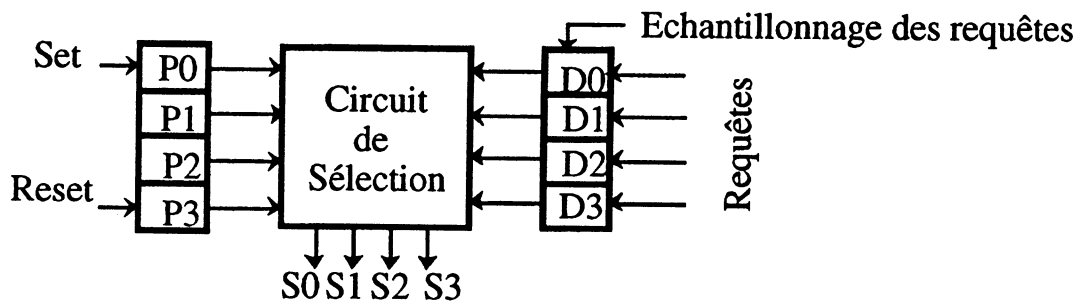 Echantillonnage des requêtes
Set
P0
P1
P2
P3
Reset
Circuit
de
Sélection
D0
D1
D2
D3
Requêtes
S0 S1 S2 S3